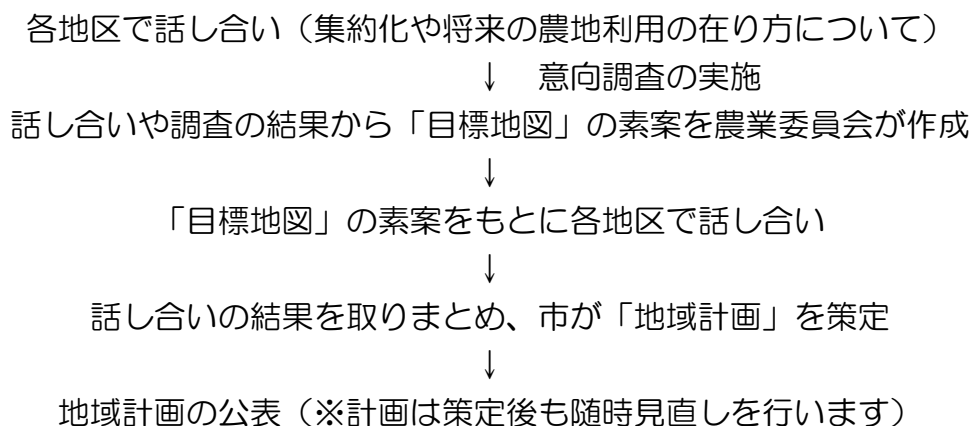 各地区で話し合い（集約化や将来の農地利用の在り方について）
↓　意向調査の実施
話し合いや調査の結果から「目標地図」の素案を農業委員会が作成
↓
「目標地図」の素案をもとに各地区で話し合い
↓
話し合いの結果を取りまとめ、市が「地域計画」を策定
↓
地域計画の公表（※計画は策定後も随時見直しを行います）